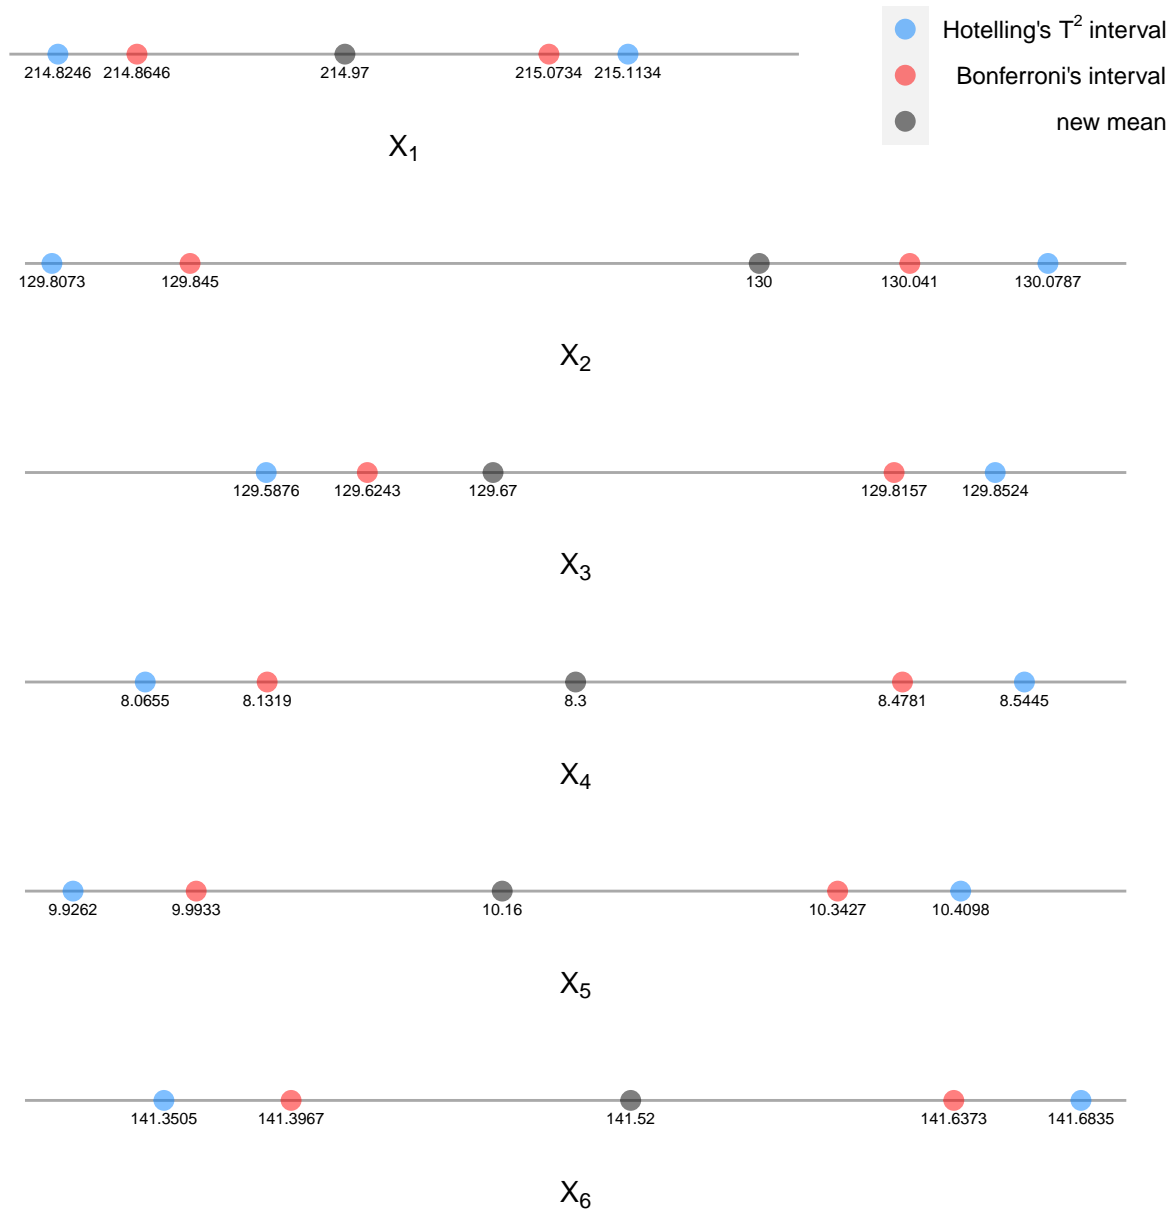 Hotelling's T² interval
Bonferroni's interval
new mean
214.8246 214.8646 214.97 215.0734 215.1134
X₁
129.8073 129.845 130 130.041 130.0787
X₂
129.5876 129.6243 129.67 129.8157 129.8524
X₃
8.0655 8.1319 8.3 8.4781 8.5445
X₄
9.9262 9.9933 10.16 10.3427 10.4098
X₅
141.3505 141.3967 141.52 141.6373 141.6835
X₆